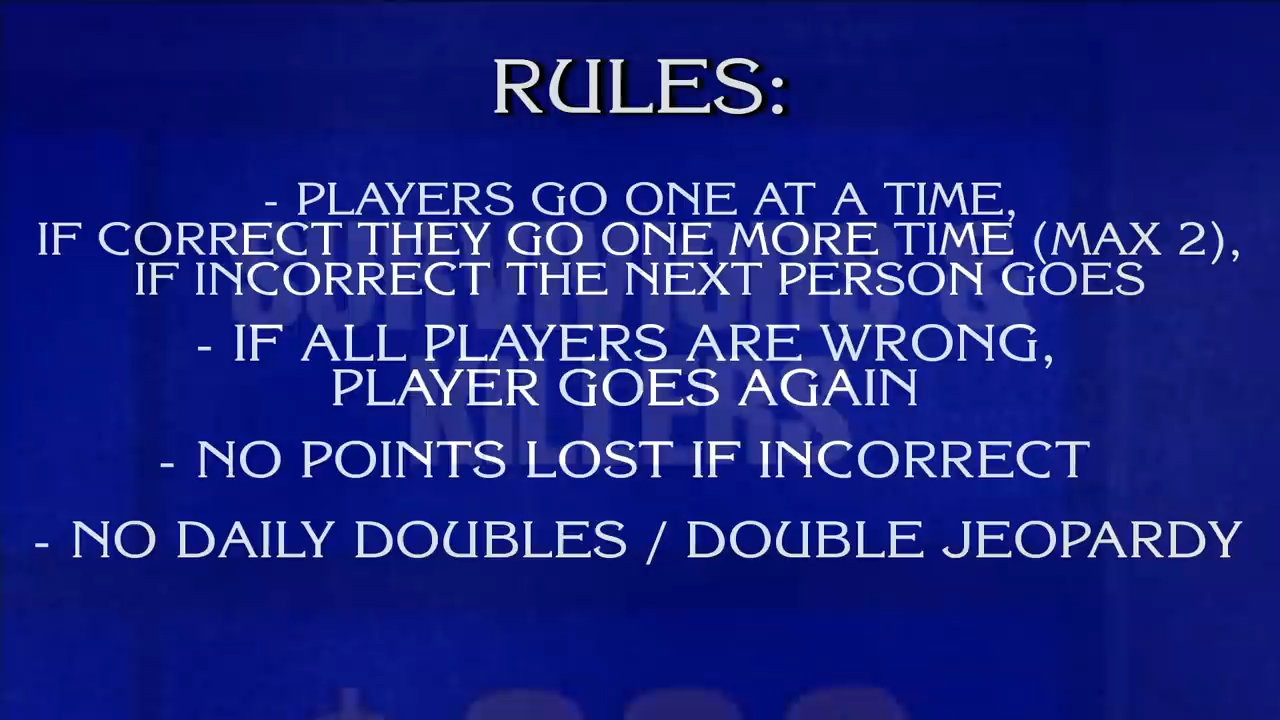 RULES:
- PLAYERS GO ONE AT A TIME,
IF CORRECT THEY GO ONE MORE TIME (MAX 2),
IF INCORRECT THE NEXT PERSON GOES
- IF ALL PLAYERS ARE WRONG,
PLAYER GOES AGAIN
- NO POINTS LOST IF INCORRECT
- NO DAILY DOUBLES / DOUBLE JEOPARDY
SURVIVORS &
KILLERS